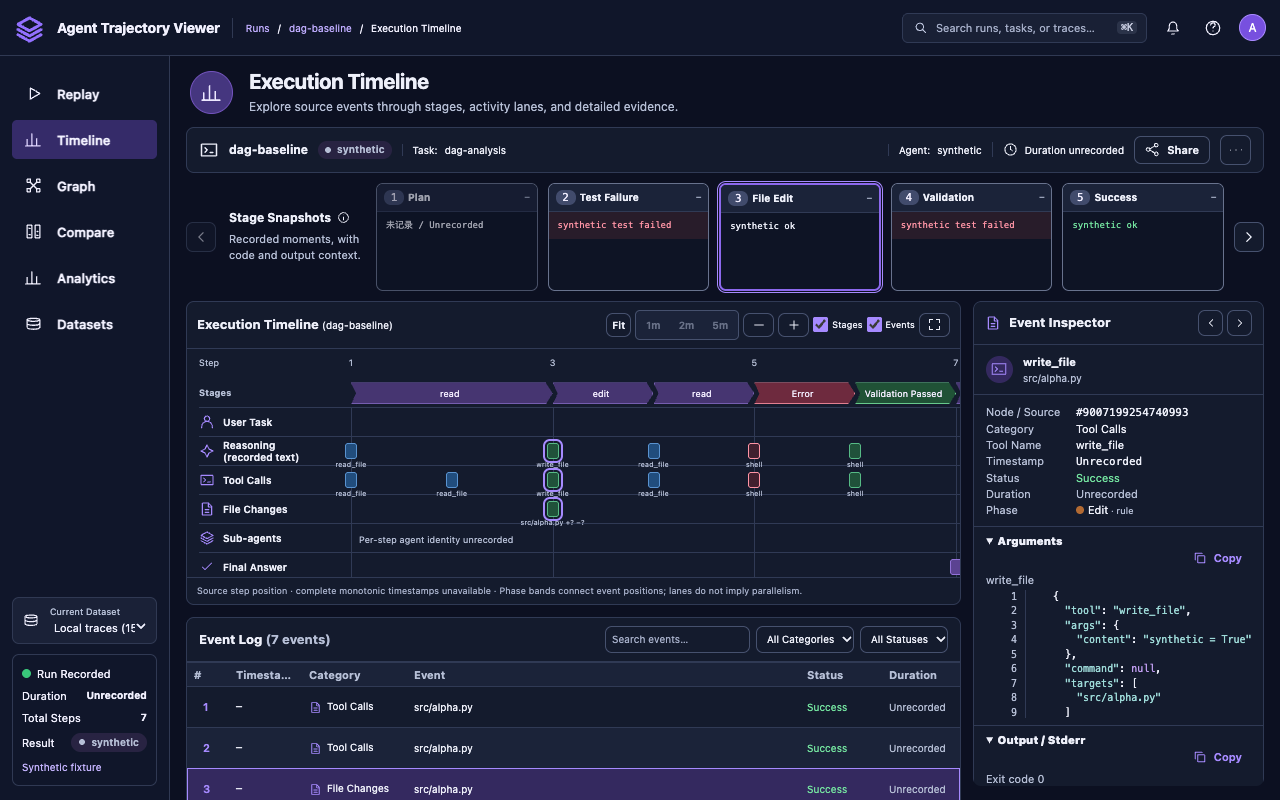 Agent Trajectory Viewer
Runs / dag-baseline / Execution Timeline
Search runs, tasks, or traces... ⌘K
A
Replay
Timeline
Graph
Compare
Analytics
Datasets
Current Dataset
Local traces (15
Run Recorded
Duration Unrecorded
Total Steps 7
Result synthetic
Synthetic fixture
Execution Timeline
Explore source events through stages, activity lanes, and detailed evidence.
dag-baseline synthetic Task: dag-analysis
Agent: synthetic Duration unrecorded Share ...
Stage Snapshots
Recorded moments, with
code and output context.
1 Plan –
未记录 / Unrecorded
2 Test Failure –
synthetic test failed
3 File Edit –
synthetic ok
4 Validation –
synthetic test failed
5 Success –
synthetic ok
Execution Timeline (dag-baseline)
Fit 1m 2m 5m – + Stages Events
Step 1 3 5 7
Stages read edit read Error Validation Passed
User Task
Reasoning
(recorded text)
read_file write_file read_file shell shell
Tool Calls
read_file read_file write_file read_file shell shell
File Changes
src/alpha.py +? −?
Sub-agents Per-step agent identity unrecorded
Final Answer
Source step position · complete monotonic timestamps unavailable · Phase bands connect event positions; lanes do not imply parallelism.
Event Log (7 events)
Search events... All Categories All Statuses
# Timesta... Category Event Status Duration
1 – Tool Calls src/alpha.py Success Unrecorded
2 – Tool Calls src/alpha.py Success Unrecorded
3 – File Changes src/alpha.py Success Unrecorded
Event Inspector
write_file
src/alpha.py
Node / Source #9007199254740993
Category Tool Calls
Tool Name write_file
Timestamp Unrecorded
Status Success
Duration Unrecorded
Phase Edit · rule
▼ Arguments
Copy
write_file
1 {
2 "tool": "write_file",
3 "args": {
4 "content": "synthetic = True"
5 },
6 "command": null,
7 "targets": [
8 "src/alpha.py"
9 ]
▼ Output / Stderr
Copy
Exit code 0